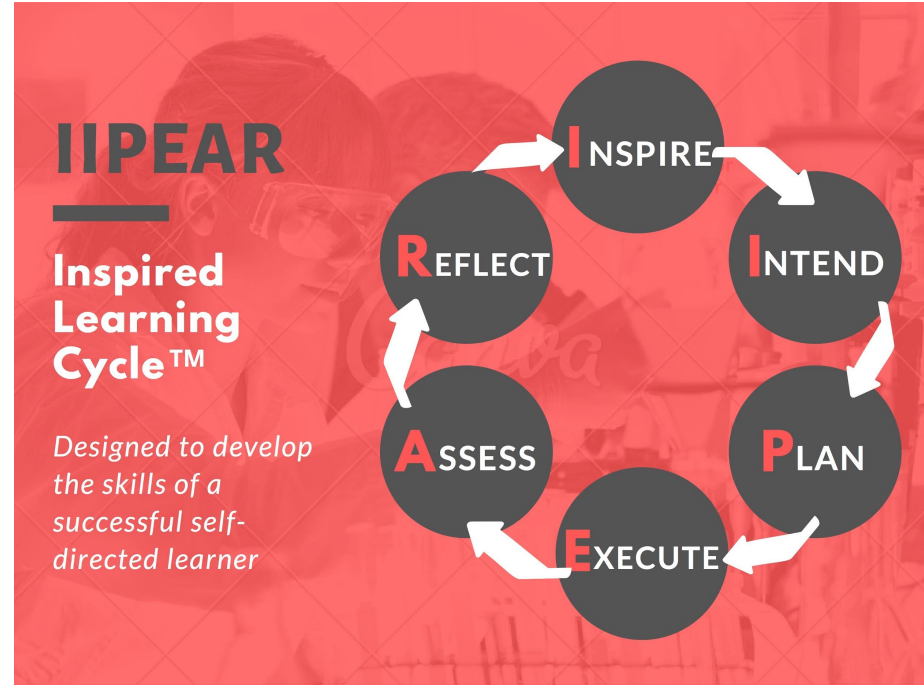 IIPEAR
Inspired
Learning
Cycle™
Designed to develop
the skills of a
successful self-
directed learner
INSPIRE
INTEND
PLAN
EXECUTE
ASSESS
REFLECT
Canva